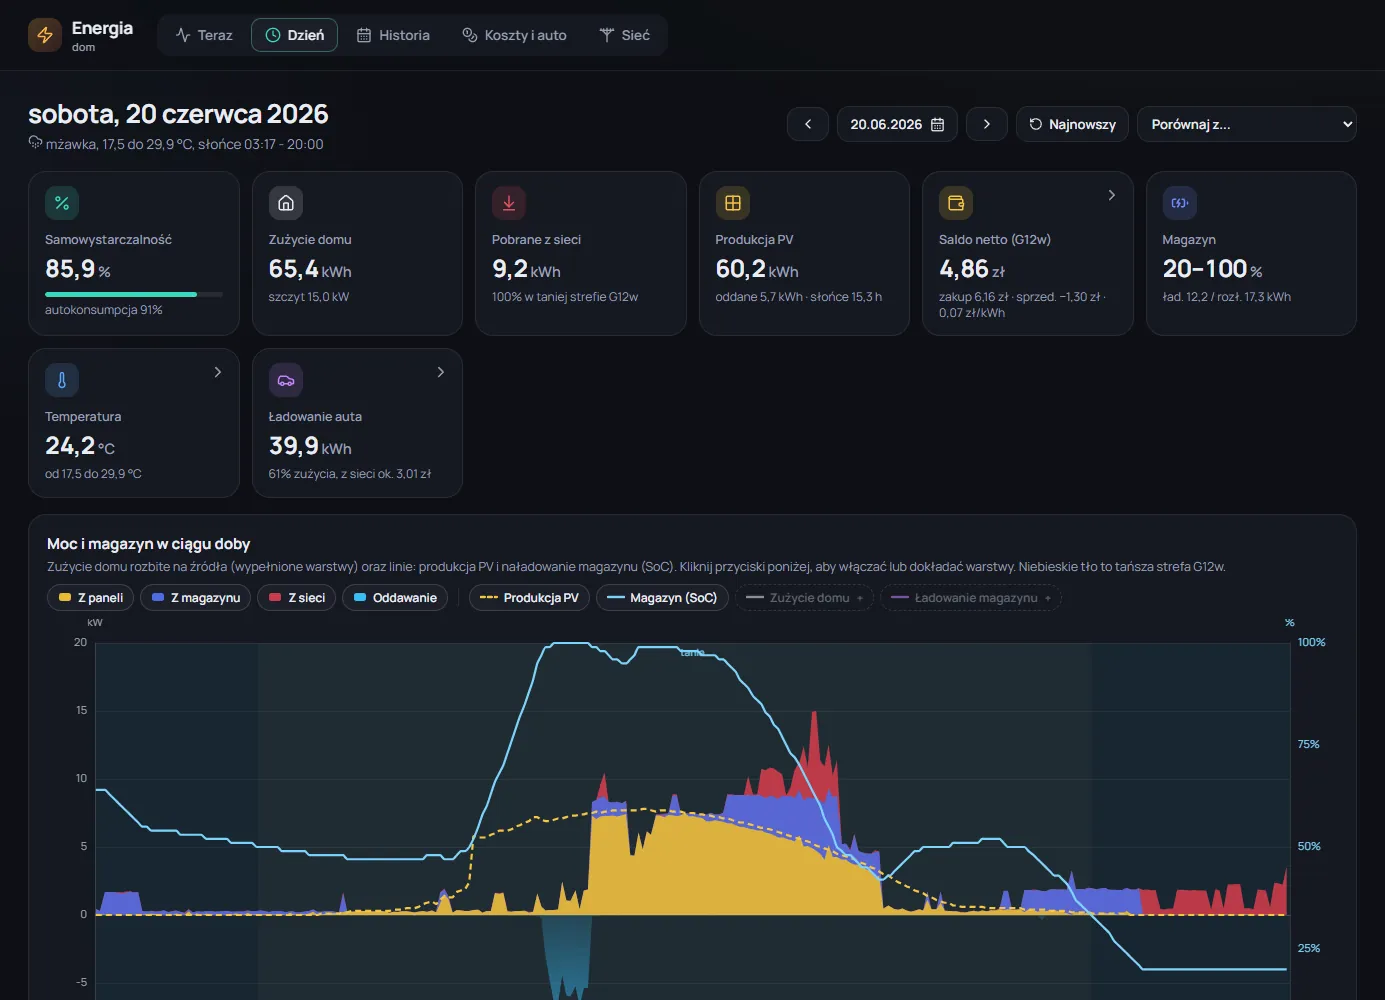 Energia
dom
Teraz
Dzień
Historia
Koszty i auto
Sieć
sobota, 20 czerwca 2026
mżawka, 17,5 do 29,9 °C, słońce 03:17 - 20:00
20.06.2026
Najnowszy
Porównaj z...
Samowystarczalność
85,9 %
autokonsumpcja 91%
Zużycie domu
65,4 kWh
szczyt 15,0 kW
Pobrane z sieci
9,2 kWh
100% w taniej strefie G12w
Produkcja PV
60,2 kWh
oddane 5,7 kWh · słońce 15,3 h
Saldo netto (G12w)
4,86 zł
zakup 6,16 zł · sprzed. −1,30 zł ·
0,07 zł/kWh
Magazyn
20–100 %
ład. 12,2 / rozł. 17,3 kWh
Temperatura
24,2 °C
od 17,5 do 29,9 °C
Ładowanie auta
39,9 kWh
61% zużycia, z sieci ok. 3,01 zł
Moc i magazyn w ciągu doby
Zużycie domu rozbite na źródła (wypełnione warstwy) oraz linie: produkcja PV i naładowanie magazynu (SoC). Kliknij przyciski poniżej, aby włączać lub dokładać warstwy. Niebieskie tło to tańsza strefa G12w.
Z paneli
Z magazynu
Z sieci
Oddawanie
Produkcja PV
Magazyn (SoC)
Zużycie domu +
Ładowanie magazynu +
kW
%
20
100%
tania
15
75%
10
5
50%
0
25%
-5